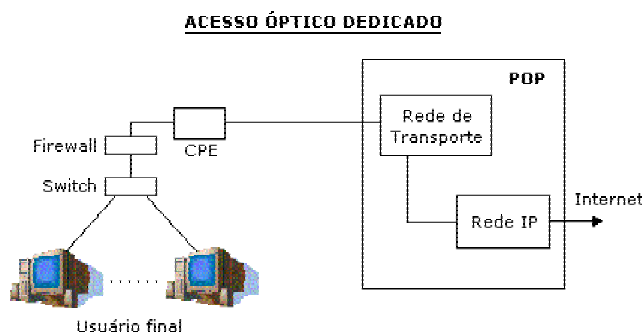 ACESSO ÓPTICO DEDICADO
POP
Rede de
Transporte
Firewall
CPE
Switch
Internet
Rede IP
Usuário final